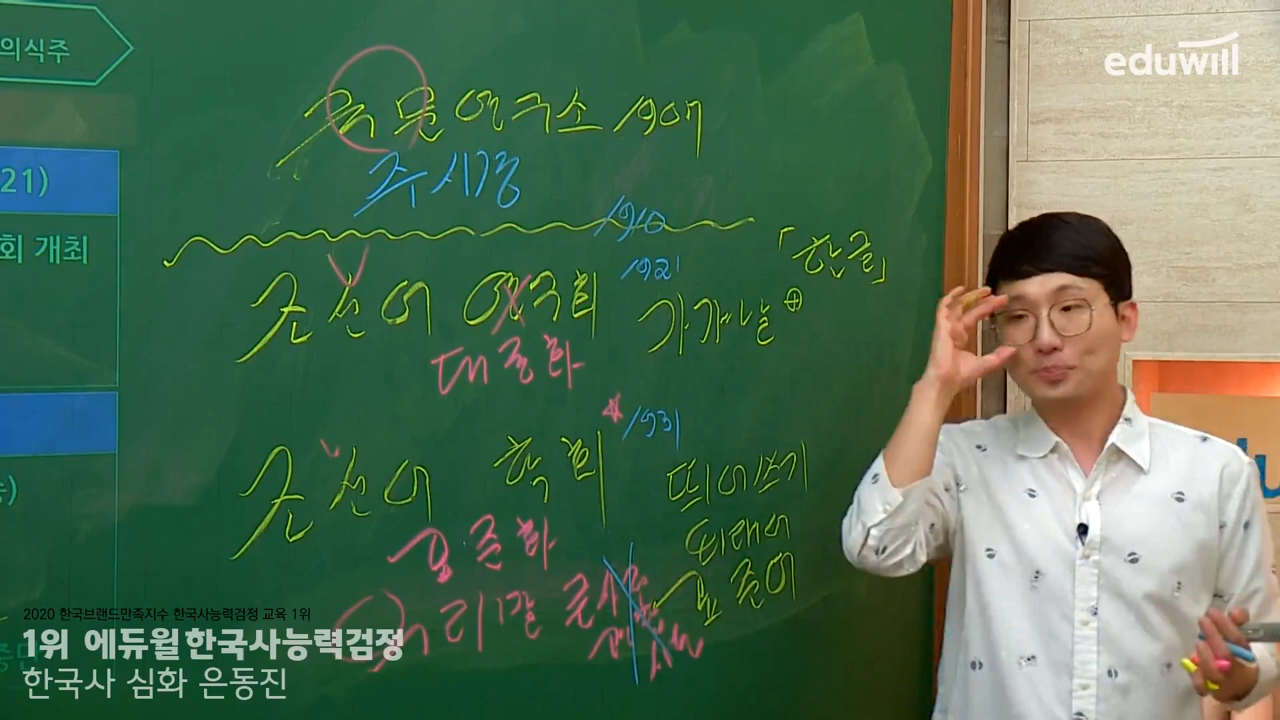 의식주
eduwill
국문연구소 1907
주시경
21)
1910
회 개최
조선어 연구회 1921 가갸날 ⊕ 「한글」
대중화
조선어 학회 ☆ 1931 띄어쓰기
외래어
표준어
표준화
우리말 큰사전
2020 한국브랜드만족지수 한국사능력검정 교육 1위
1위 에듀윌 한국사능력검정
한국사 심화 은동진